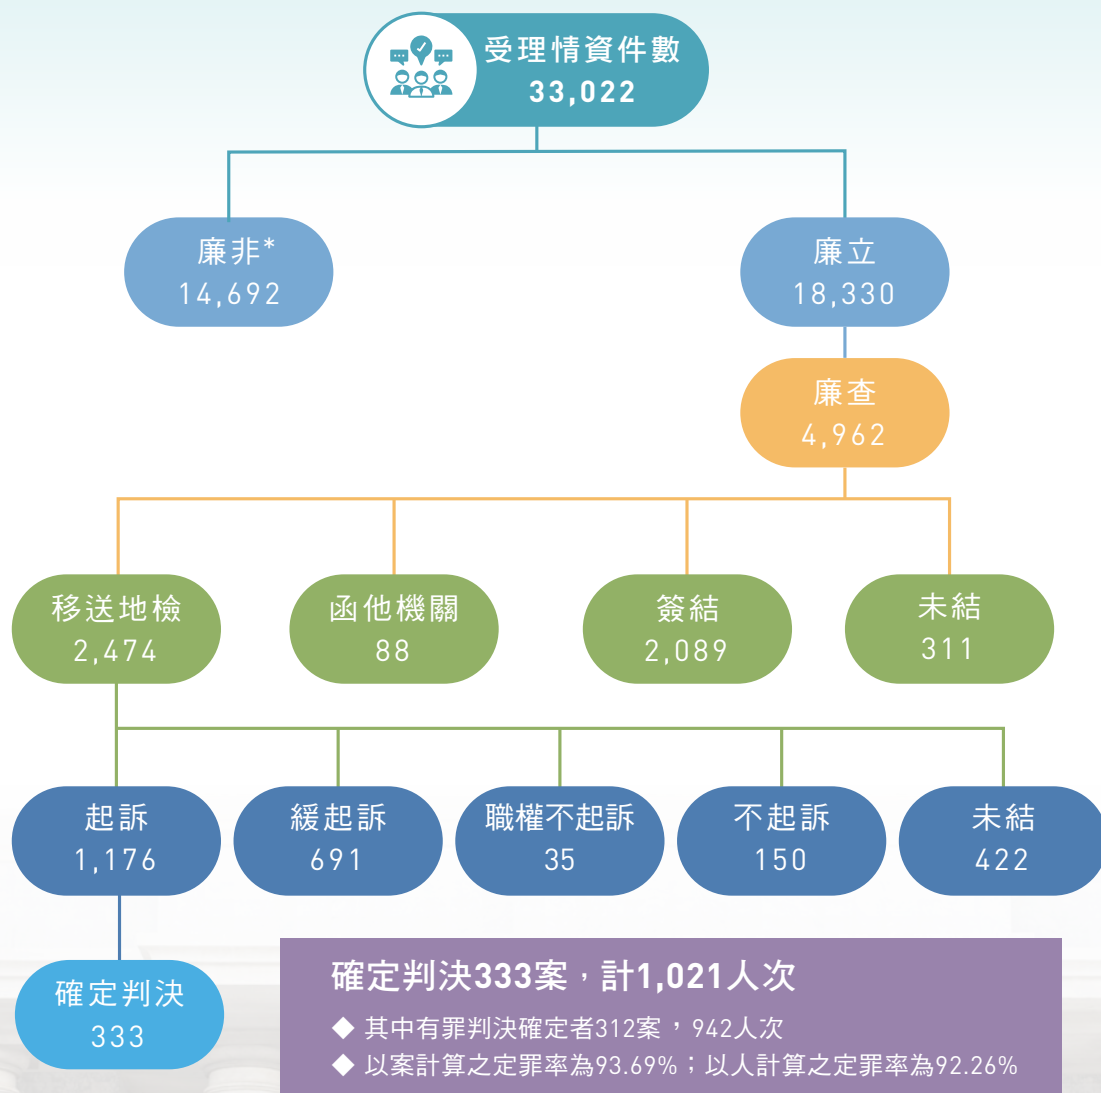 受理情資件數
33,022
廉非*
14,692
廉立
18,330
廉查
4,962
移送地檢
2,474
函他機關
88
簽結
2,089
未結
311
起訴
1,176
緩起訴
691
職權不起訴
35
不起訴
150
未結
422
確定判決
333
確定判決333案，計1,021人次
◆ 其中有罪判決確定者312案，942人次
◆ 以案計算之定罪率為93.69%；以人計算之定罪率為92.26%